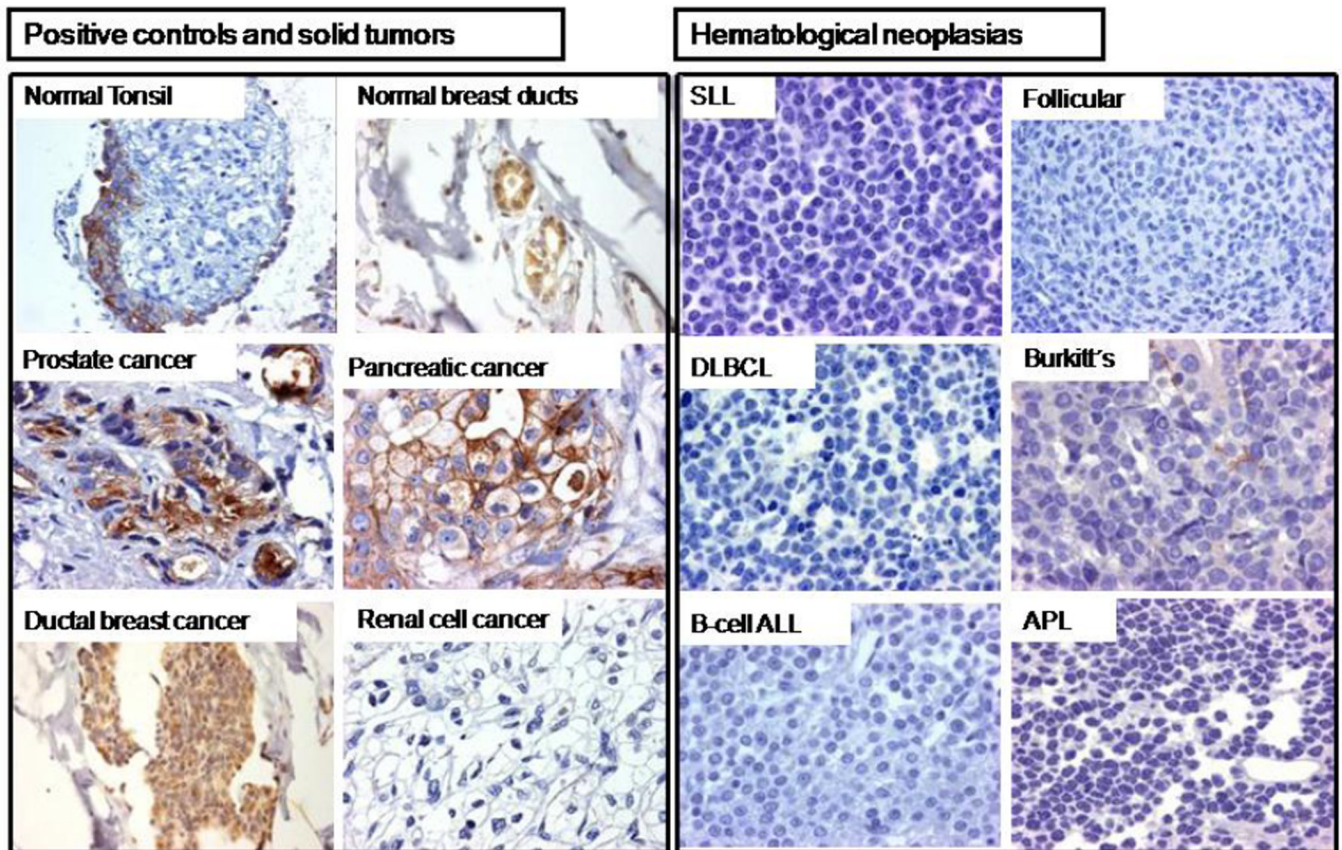 Positive controls and solid tumors
Hematological neoplasias
Normal Tonsil
Normal breast ducts
SLL
Follicular
Prostate cancer
Pancreatic cancer
DLBCL
Burkitt´s
Ductal breast cancer
Renal cell cancer
B-cell ALL
APL